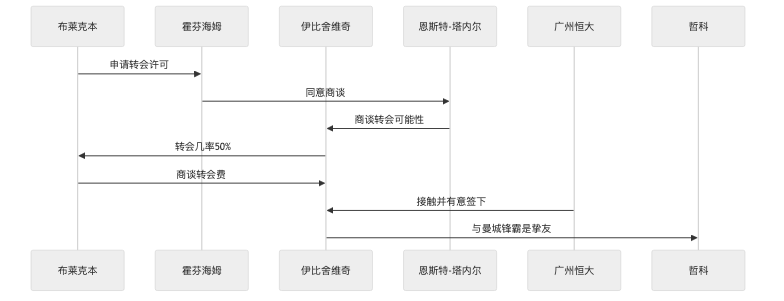 布莱克本 霍芬海姆 伊比舍维奇 恩斯特-塔内尔 广州恒大 哲科
申请转会许可
同意商谈
商谈转会可能性
转会几率50%
商谈转会费
接触并有意签下
与曼城锋霸是挚友
布莱克本 霍芬海姆 伊比舍维奇 恩斯特-塔内尔 广州恒大 哲科